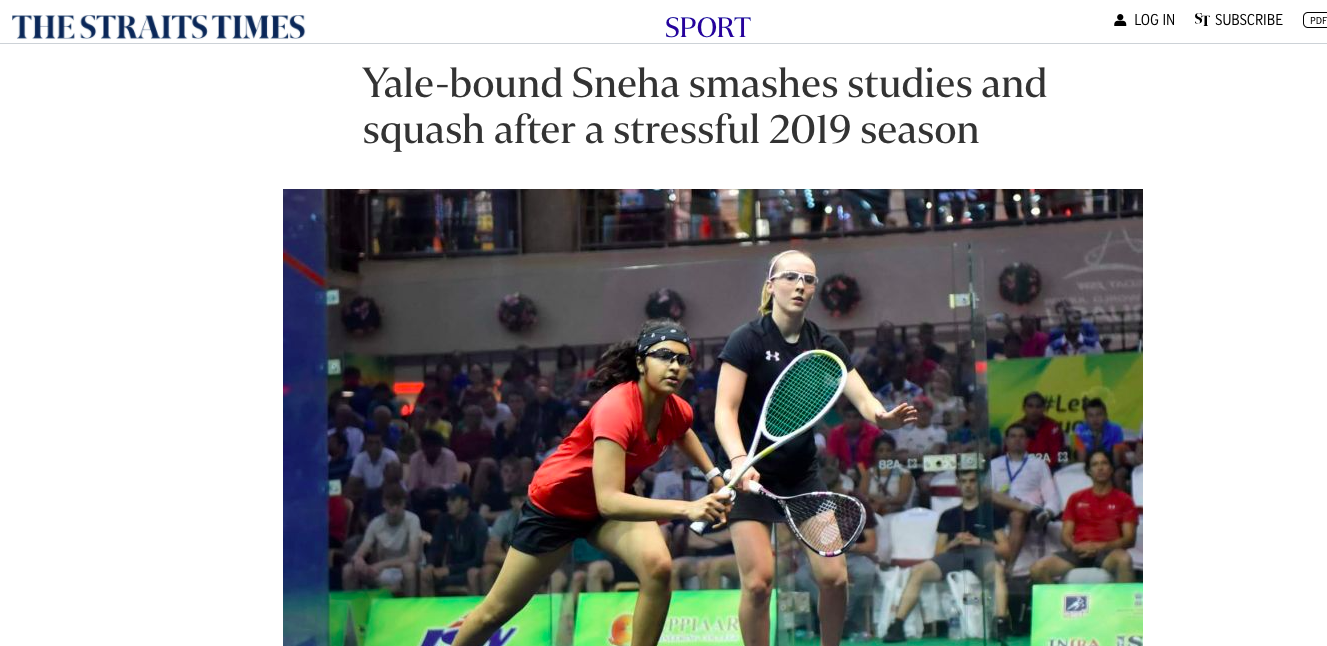 THE STRAITS TIMES
SPORT
LOG IN
ST SUBSCRIBE
PDF
Yale-bound Sneha smashes studies and
squash after a stressful 2019 season
#Let